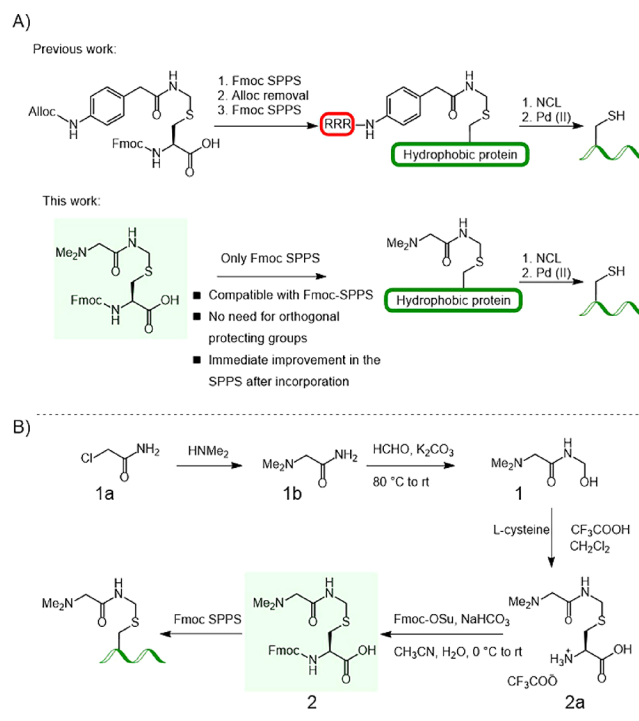 A)
Previous work:
H
N
O
Alloc
N
H
S
Fmoc
N
H
OH
O
1. Fmoc SPPS
2. Alloc removal
3. Fmoc SPPS
H
N
O
RRR
N
H
S
Hydrophobic protein
1. NCL
2. Pd (II)
SH
This work:
H
N
Me2N
O
S
Fmoc
N
H
OH
O
Only Fmoc SPPS
■ Compatible with Fmoc-SPPS
■ No need for orthogonal
protecting groups
■ Immediate improvement in the
SPPS after incorporation
H
N
Me2N
O
S
Hydrophobic protein
1. NCL
2. Pd (II)
SH
B)
Cl
NH2
O
1a
HNMe2
Me2N
NH2
O
1b
HCHO, K2CO3
80 °C to rt
H
N
Me2N
O
OH
1
L-cysteine
CF3COOH
CH2Cl2
H
N
Me2N
O
S
H3N+
OH
O
CF3COO-
2a
Fmoc-OSu, NaHCO3
CH3CN, H2O, 0 °C to rt
H
N
Me2N
O
S
Fmoc
N
H
OH
O
2
Fmoc SPPS
H
N
Me2N
O
S